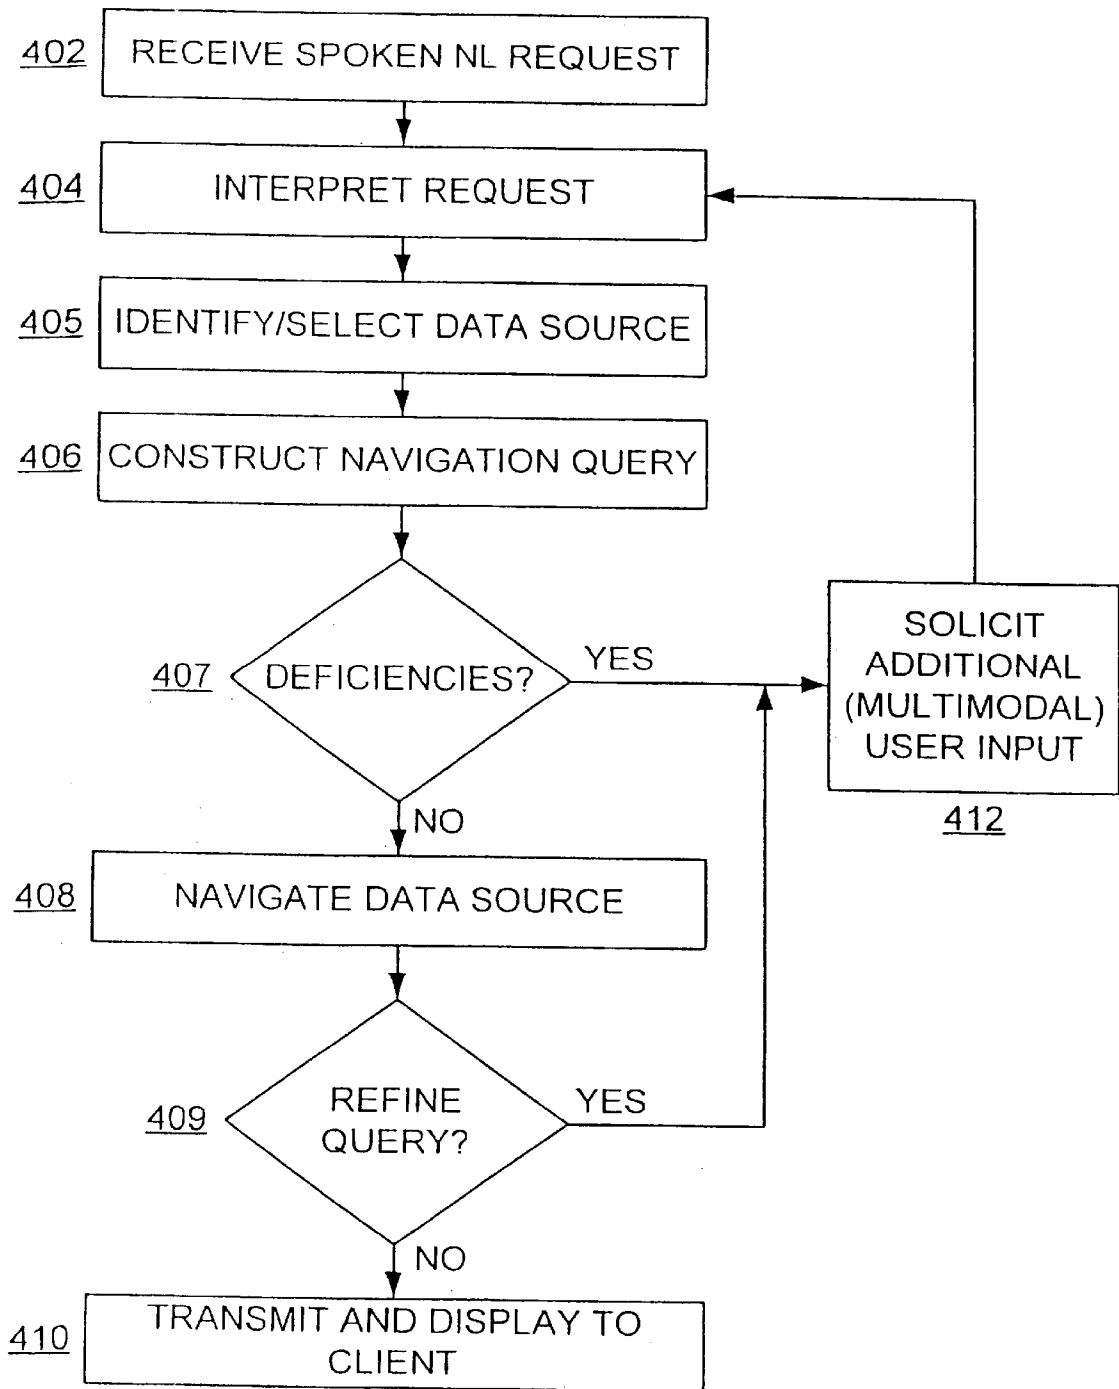 402
RECEIVE SPOKEN NL REQUEST
404
INTERPRET REQUEST
405
IDENTIFY/SELECT DATA SOURCE
406
CONSTRUCT NAVIGATION QUERY
407
DEFICIENCIES?
YES
SOLICIT
ADDITIONAL
(MULTIMODAL)
USER INPUT
412
NO
408
NAVIGATE DATA SOURCE
409
REFINE
QUERY?
YES
NO
410
TRANSMIT AND DISPLAY TO
CLIENT